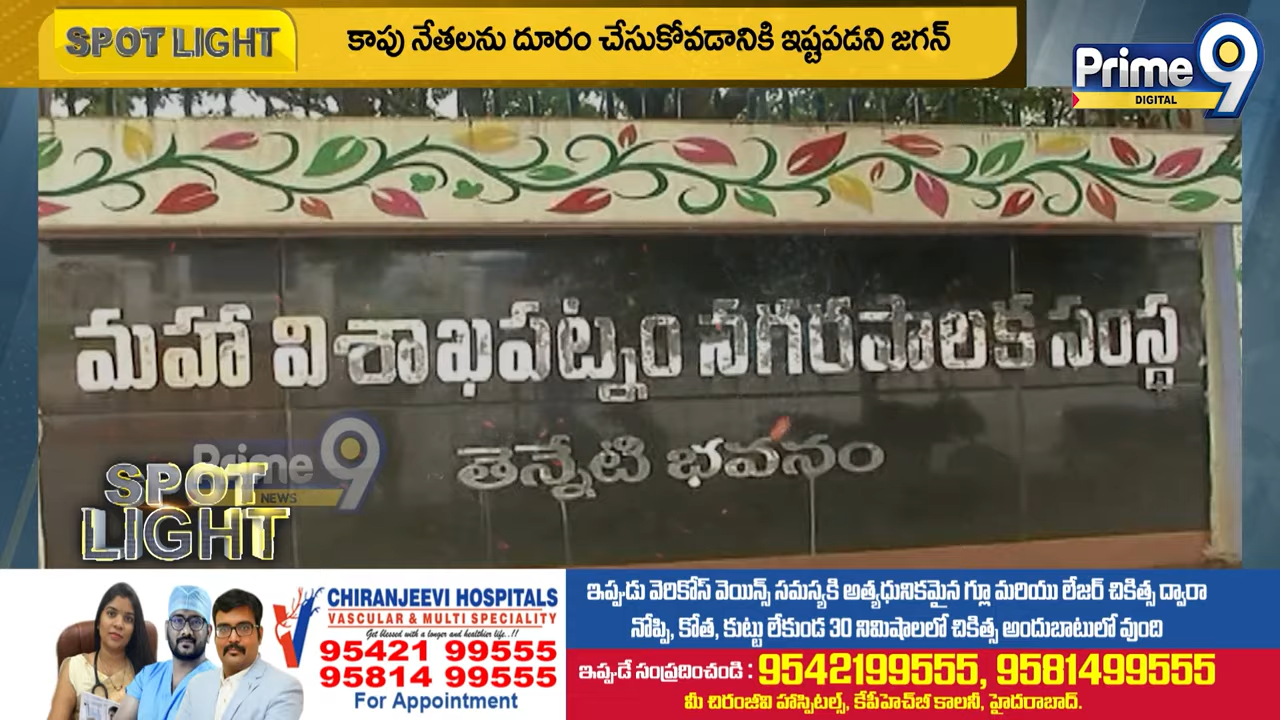 SPOT LIGHT
కాపు నేతలను దూరం చేసుకోవడానికి ఇష్టపడని జగన్
Prime9
DIGITAL
మహా విశాఖపట్నం నగరపాలక సంస్థ
తెన్నేటి భవనం
Prime9
NEWS
SPOT
LIGHT
CHIRANJEEVI HOSPITALS
VASCULAR & MULTI SPECIALITY
Get blessed with a longer and healthier life..!!
95421 99555
95814 99555
For Appointment
ఇప్పుడు వెరికోస్ వెయిన్స్ సమస్యకి అత్యధునికమైన గ్లూ మరియు లేజర్ చికిత్స ద్వారా
నోప్పి, కోత, కుట్టు లేకుండ 30 నిమిషాలలో చికిత్స అందుబాటులో వుంది
ఇప్పుడే సంప్రదించండి : 9542199555, 9581499555
మీ చిరంజీవి హాస్పిటల్స్, కేపీహెచ్‌బీ కాలనీ, హైదరాబాద్.